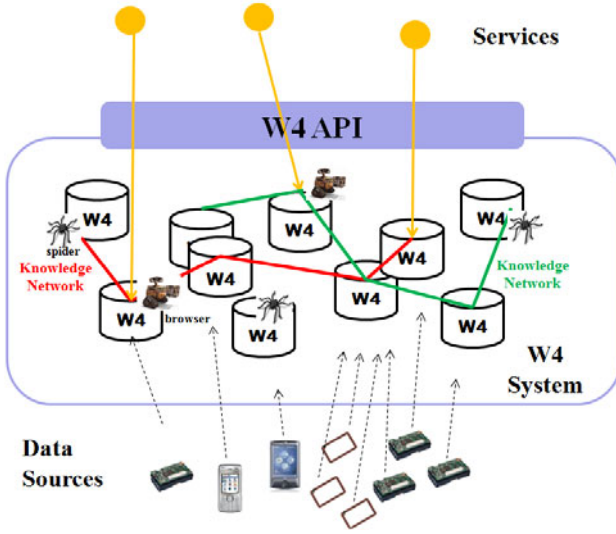 Services
W4 API
W4
W4
W4
W4
spider
Knowledge
Network
W4
W4
W4
Knowledge
Network
W4
browser
W4
W4
W4
System
Data
Sources